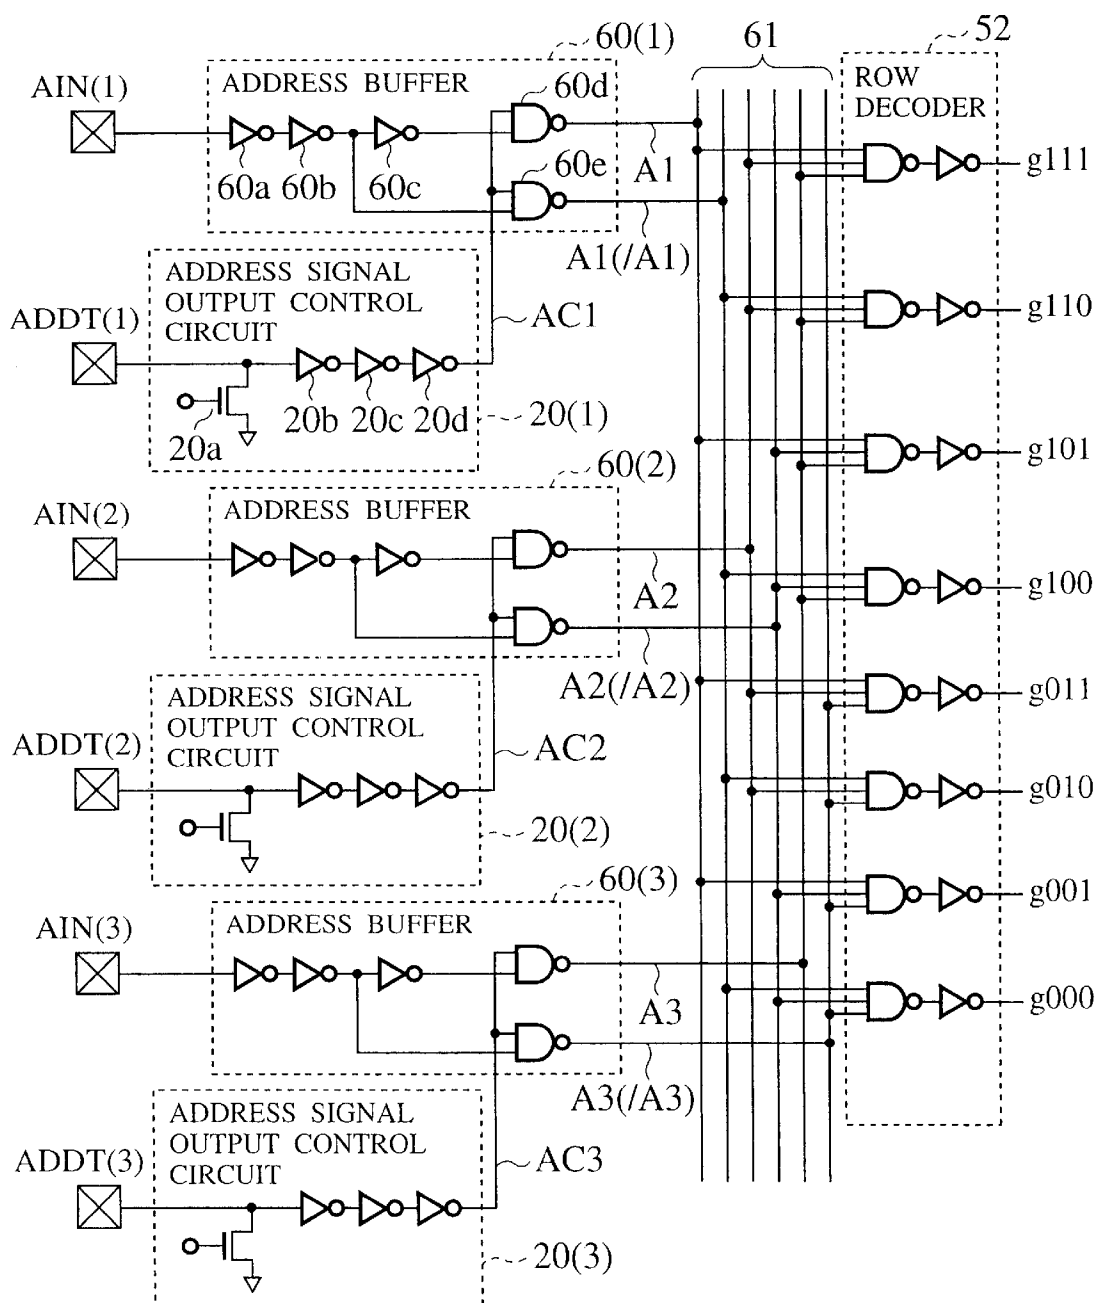 60(1)
61
52
AIN(1)
ADDRESS BUFFER
60d
ROW
DECODER
60a
60b
60c
60e
A1
g111
A1(/A1)
ADDRESS SIGNAL
OUTPUT CONTROL
CIRCUIT
ADDT(1)
AC1
g110
20a
20b
20c
20d
20(1)
g101
60(2)
AIN(2)
ADDRESS BUFFER
A2
g100
A2(/A2)
ADDRESS SIGNAL
OUTPUT CONTROL
CIRCUIT
g011
ADDT(2)
AC2
g010
20(2)
60(3)
g001
AIN(3)
ADDRESS BUFFER
A3
g000
A3(/A3)
ADDRESS SIGNAL
OUTPUT CONTROL
CIRCUIT
ADDT(3)
AC3
20(3)